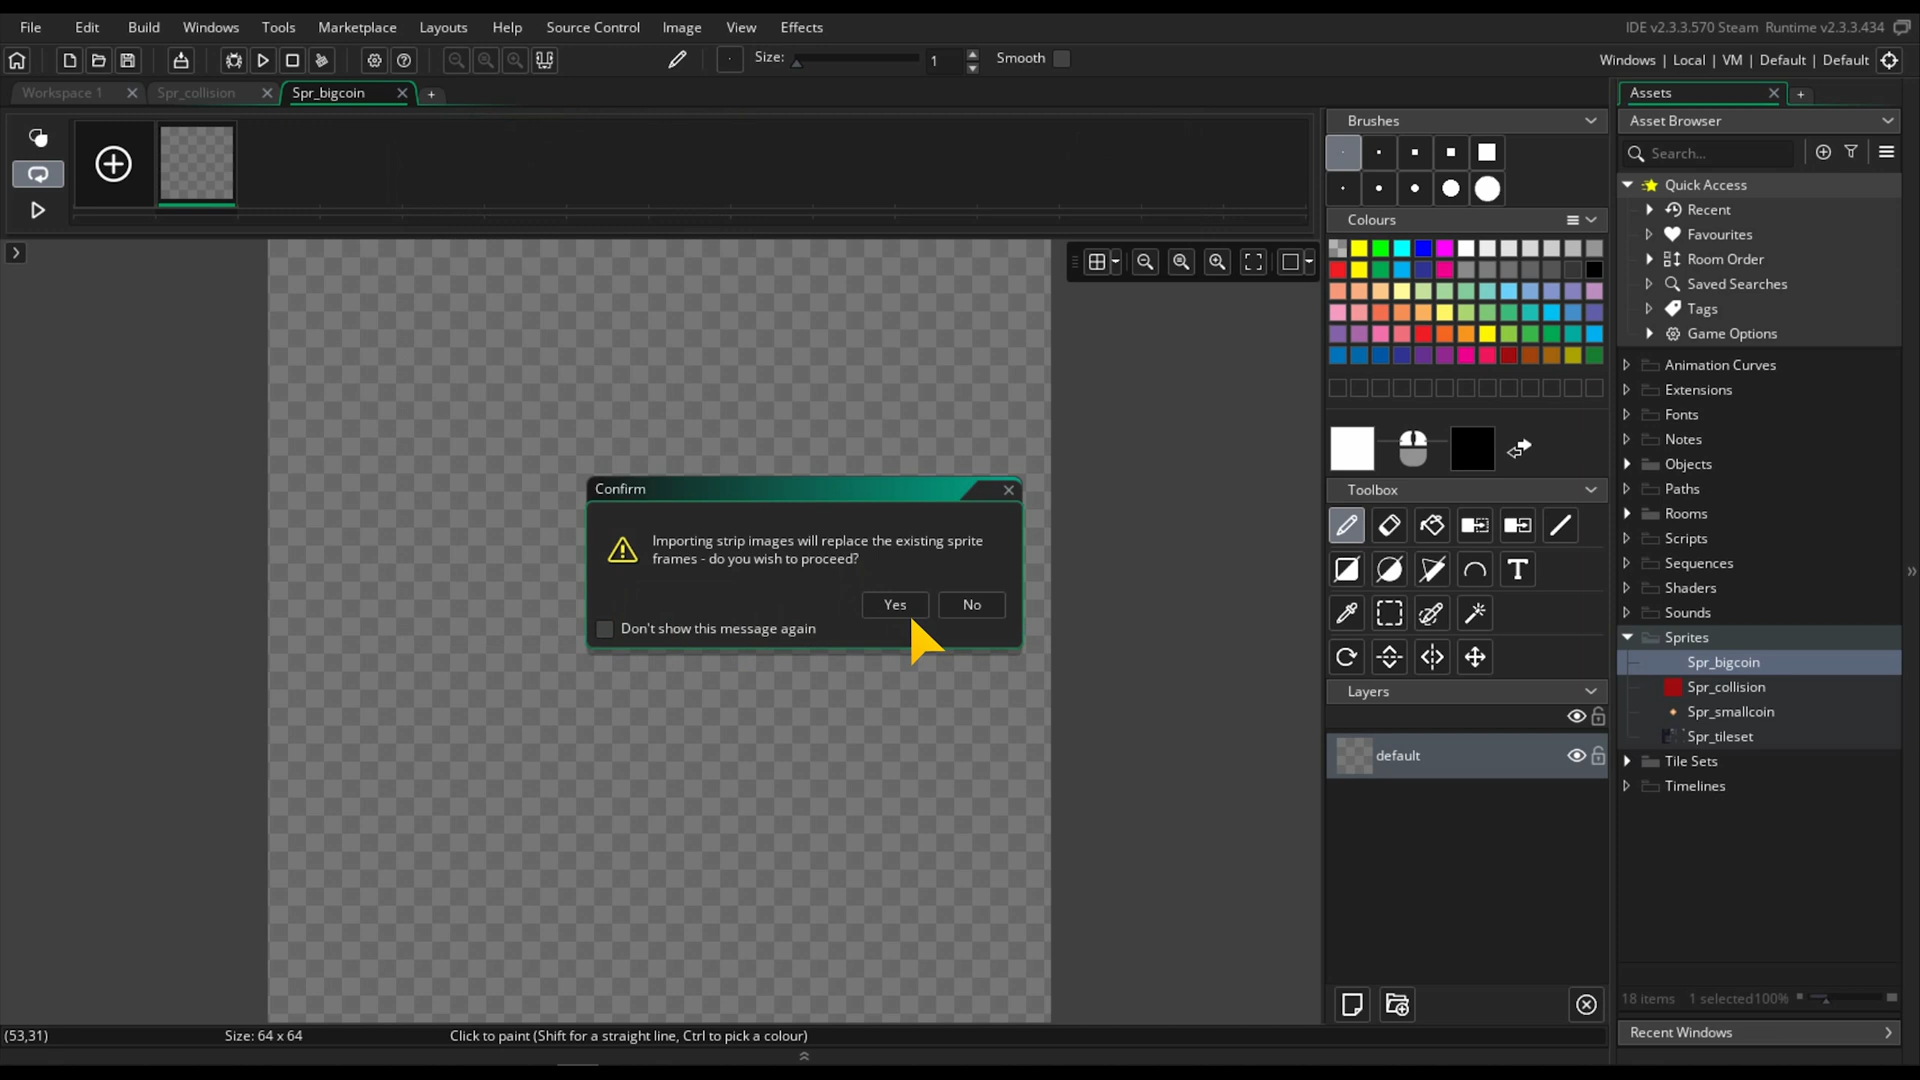 File Edit Build Windows Tools Marketplace Layouts Help Source Control Image View Effects IDE v2.3.3.570 Steam Runtime v2.3.3.434
Size: 1 Smooth Windows | Local | VM | Default | Default
Workspace 1 Spr_collision Spr_bigcoin Assets
Brushes
Asset Browser
Search...
Quick Access
Recent
Colours
Favourites
Room Order
Saved Searches
Tags
Game Options
Animation Curves
Extensions
Fonts
Notes
Objects
Paths
Rooms
Scripts
Sequences
Shaders
Sounds
Sprites
Spr_bigcoin
Spr_collision
Spr_smallcoin
Spr_tileset
Tile Sets
Timelines
Confirm
Importing strip images will replace the existing sprite
frames - do you wish to proceed?
Yes No
Don't show this message again
Toolbox
T
Layers
default
18 items 1 selected 100%
Recent Windows
(53,31) Size: 64 x 64 Click to paint (Shift for a straight line, Ctrl to pick a colour)